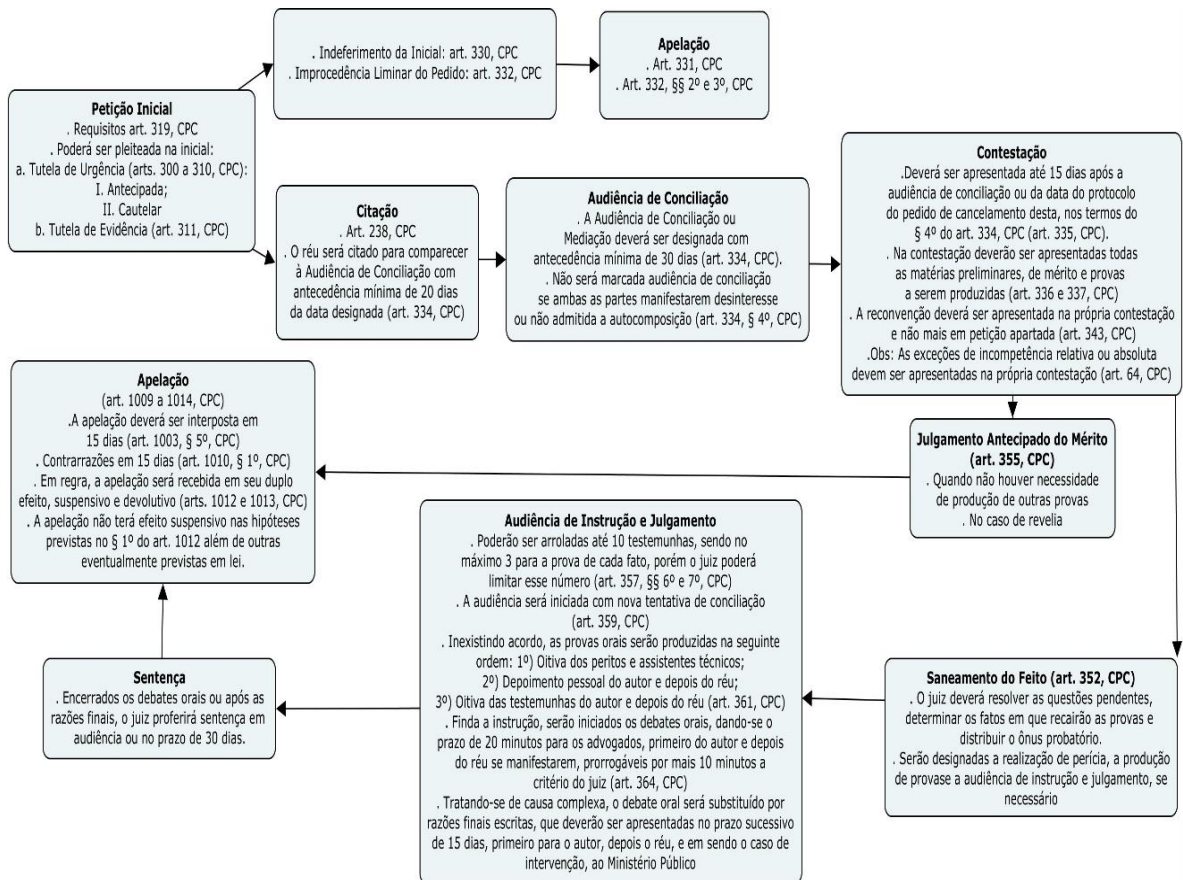 . Indeferimento da Inicial: art. 330, CPC
. Improcedência Liminar do Pedido: art. 332, CPC
Apelação
. Art. 331, CPC
. Art. 332, §§ 2º e 3º, CPC
Petição Inicial
. Requisitos art. 319, CPC
. Poderá ser pleiteada na inicial:
a. Tutela de Urgência (arts. 300 a 310, CPC):
I. Antecipada;
II. Cautelar
b. Tutela de Evidência (art. 311, CPC)
Citação
. Art. 238, CPC
. O réu será citado para comparecer
à Audiência de Conciliação com
antecedência mínima de 20 dias
da data designada (art. 334, CPC)
Audiência de Conciliação
. A Audiência de Conciliação ou
Mediação deverá ser designada com
antecedência mínima de 30 dias (art. 334, CPC).
. Não será marcada audiência de conciliação
se ambas as partes manifestarem desinteresse
ou não admitida a autocomposição (art. 334, § 4º, CPC)
Contestação
.Deverá ser apresentada até 15 dias após a
audiência de conciliação ou da data do protocolo
do pedido de cancelamento desta, nos termos do
§ 4º do art. 334, CPC (art. 335, CPC).
. Na contestação deverão ser apresentadas todas
as matérias preliminares, de mérito e provas
a serem produzidas (art. 336 e 337, CPC)
. A reconvenção deverá ser apresentada na própria contestação
e não mais em petição apartada (art. 343, CPC)
.Obs: As exceções de incompetência relativa ou absoluta
devem ser apresentadas na própria contestação (art. 64, CPC)
Julgamento Antecipado do Mérito
(art. 355, CPC)
. Quando não houver necessidade
de produção de outras provas
. No caso de revelia
Saneamento do Feito (art. 352, CPC)
. O juiz deverá resolver as questões pendentes,
determinar os fatos em que recairão as provas e
distribuir o ônus probatório.
. Serão designadas a realização de perícia, a produção
de provase a audiência de instrução e julgamento, se
necessário
Audiência de Instrução e Julgamento
. Poderão ser arroladas até 10 testemunhas, sendo no
máximo 3 para a prova de cada fato, porém o juiz poderá
limitar esse número (art. 357, §§ 6º e 7º, CPC)
. A audiência será iniciada com nova tentativa de conciliação
(art. 359, CPC)
. Inexistindo acordo, as provas orais serão produzidas na seguinte
ordem: 1º) Oitiva dos peritos e assistentes técnicos;
2º) Depoimento pessoal do autor e depois do réu;
3º) Oitiva das testemunhas do autor e depois do réu (art. 361, CPC)
. Finda a instrução, serão iniciados os debates orais, dando-se o
prazo de 20 minutos para os advogados, primeiro do autor e depois
do réu se manifestarem, prorrogáveis por mais 10 minutos a
critério do juiz (art. 364, CPC)
. Tratando-se de causa complexa, o debate oral será substituído por
razões finais escritas, que deverão ser apresentadas no prazo sucessivo
de 15 dias, primeiro para o autor, depois o réu, e em sendo o caso de
intervenção, ao Ministério Público
Sentença
. Encerrados os debates orais ou após as
razões finais, o juiz proferirá sentença em
audiência ou no prazo de 30 dias.
Apelação
(art. 1009 a 1014, CPC)
.A apelação deverá ser interposta em
15 dias (art. 1003, § 5º, CPC)
. Contrarrazões em 15 dias (art. 1010, § 1º, CPC)
. Em regra, a apelação será recebida em seu duplo
efeito, suspensivo e devolutivo (arts. 1012 e 1013, CPC)
. A apelação não terá efeito suspensivo nas hipóteses
previstas no § 1º do art. 1012 além de outras
eventualmente previstas em lei.